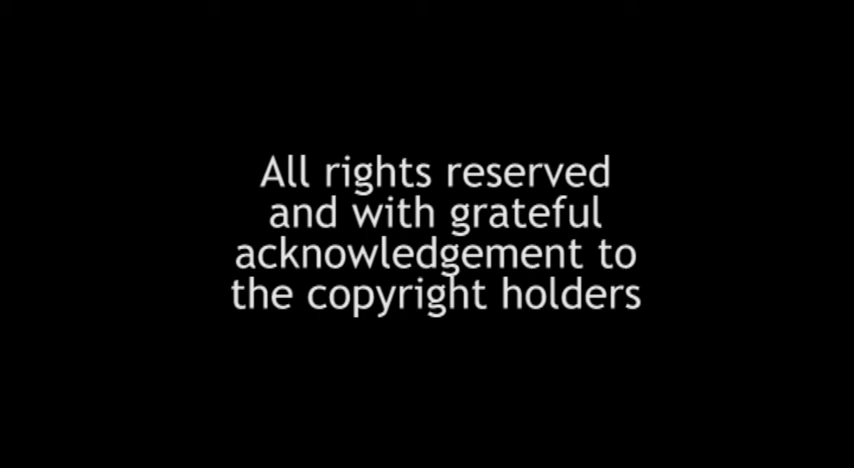 All rights reserved
and with grateful
acknowledgement to
the copyright holders